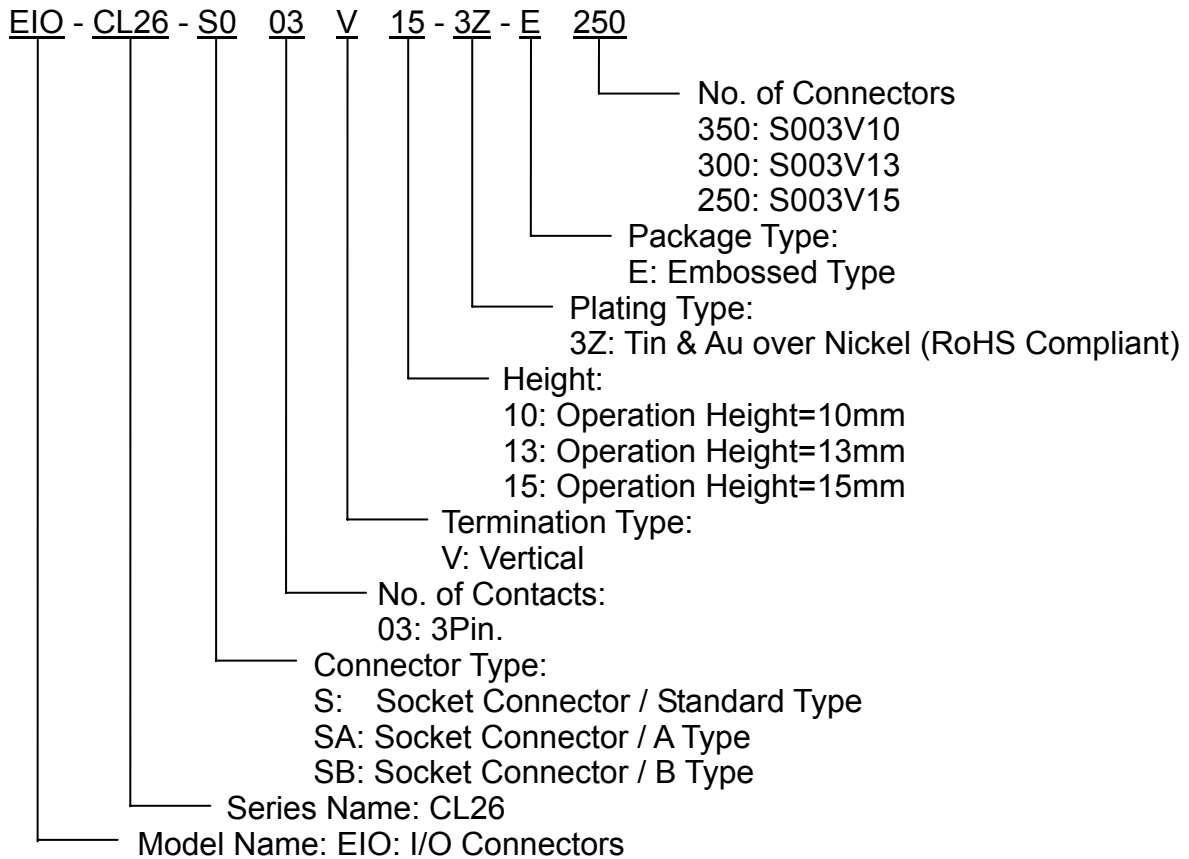 EIO - CL26 - S0 03 V 15 - 3Z - E 250
No. of Connectors
350: S003V10
300: S003V13
250: S003V15
Package Type:
E: Embossed Type
Plating Type:
3Z: Tin & Au over Nickel (RoHS Compliant)
Height:
10: Operation Height=10mm
13: Operation Height=13mm
15: Operation Height=15mm
Termination Type:
V: Vertical
No. of Contacts:
03: 3Pin.
Connector Type:
S: Socket Connector / Standard Type
SA: Socket Connector / A Type
SB: Socket Connector / B Type
Series Name: CL26
Model Name: EIO: I/O Connectors